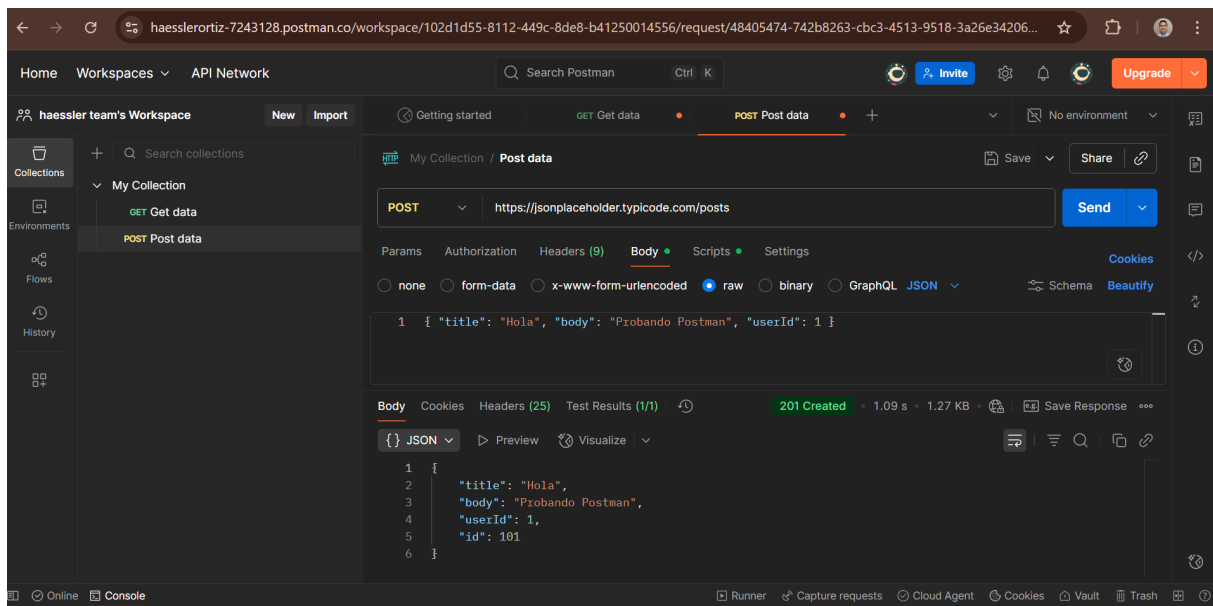 haesslerortiz-7243128.postman.co/workspace/102d1d55-8112-449c-8de8-b41250014556/request/48405474-742b8263-cbc3-4513-9518-3a26e34206...
Home Workspaces API Network Search Postman Ctrl K Invite Upgrade
haessler team's Workspace New Import Getting started GET Get data POST Post data No environment
Collections
Search collections
HTTP My Collection / Post data Save Share
My Collection
GET Get data
POST Post data
Environments
Flows
History
POST https://jsonplaceholder.typicode.com/posts Send
Params Authorization Headers (9) Body Scripts Settings Cookies
none form-data x-www-form-urlencoded raw binary GraphQL JSON Schema Beautify
1 { "title": "Hola", "body": "Probando Postman", "userId": 1 }
Body Cookies Headers (25) Test Results (1/1) 201 Created 1.09 s 1.27 KB e.g. Save Response
{} JSON Preview Visualize
1 {
2 "title": "Hola",
3 "body": "Probando Postman",
4 "userId": 1,
5 "id": 101
6 }
Online Console Runner Capture requests Cloud Agent Cookies Vault Trash